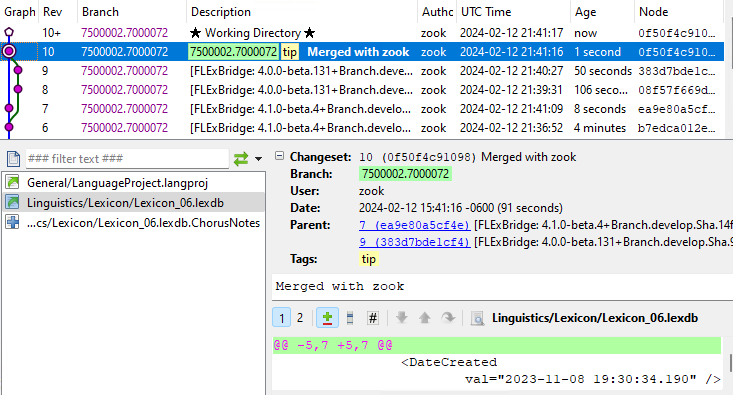 Graph Rev Branch Description Autho UTC Time Age Node
10+ 7500002.7000072 ★ Working Directory ★ zook 2024-02-12 21:41:17 now 0f50f4c910...
10 7500002.7000072 7500002.7000072 tip Merged with zook zook 2024-02-12 21:41:16 1 second 0f50f4c910...
9 7500002.7000072 [FLExBridge: 4.0.0-beta.131+Branch.deve... zook 2024-02-12 21:40:27 50 seconds 383d7bde1c...
8 7500002.7000072 [FLExBridge: 4.0.0-beta.131+Branch.deve... zook 2024-02-12 21:39:31 106 seco... 08f57f669d...
7 7500002.7000072 [FLExBridge: 4.1.0-beta.4+Branch.develo... zook 2024-02-12 21:41:09 8 seconds ea9e80a5cf...
6 7500002.7000072 [FLExBridge: 4.1.0-beta.4+Branch.develo... zook 2024-02-12 21:36:52 4 minutes b7edca012e...
### filter text ###
General/LanguageProject.langproj
Linguistics/Lexicon/Lexicon_06.lexdb
...cs/Lexicon/Lexicon_06.lexdb.ChorusNotes
Changeset: 10 (0f50f4c91098) Merged with zook
Branch: 7500002.7000072
User: zook
Date: 2024-02-12 15:41:16 -0600 (91 seconds)
Parent: 7 (ea9e80a5cf4e) [FLExBridge: 4.1.0-beta.4+Branch.develop.Sha.14f
9 (383d7bde1cf4) [FLExBridge: 4.0.0-beta.131+Branch.develop.Sha.9
Tags: tip
Merged with zook
1 2 # Linguistics/Lexicon/Lexicon_06.lexdb
@@ -5,7 +5,7 @@
<DateCreated
val="2023-11-08 19:30:34.190" />